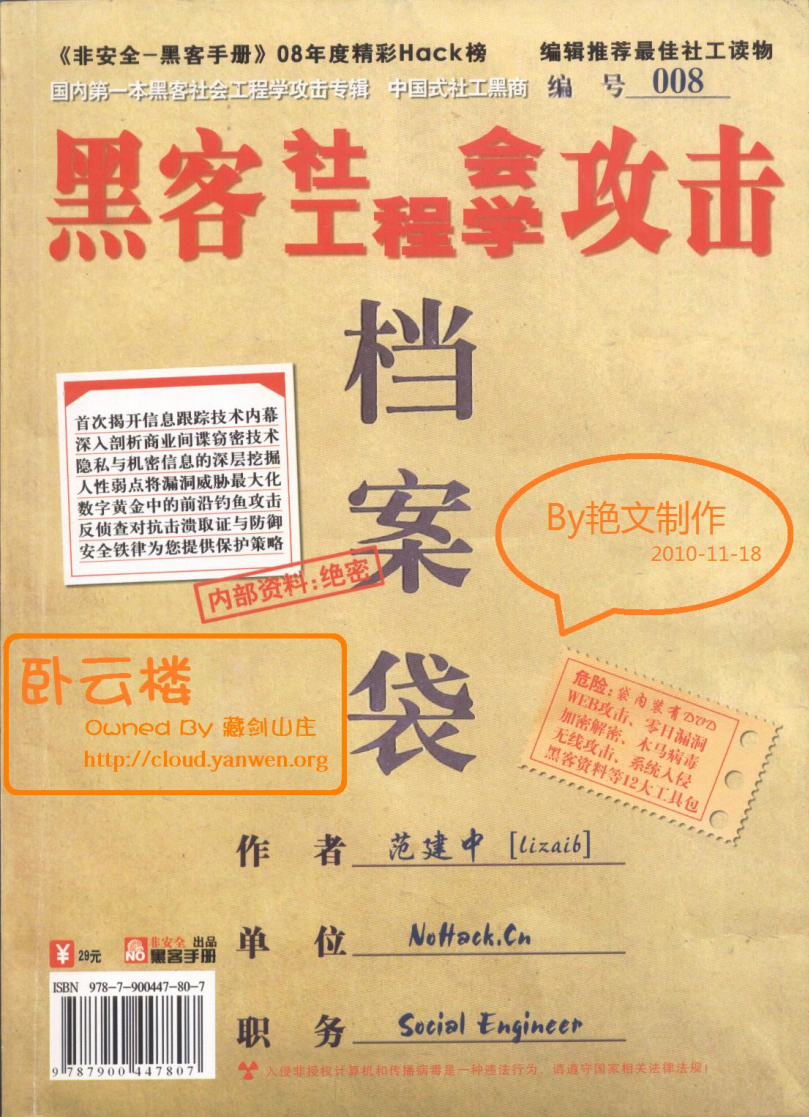 《非安全-黑客手册》08年度精彩Hack榜 编辑推荐最佳社工读物
国内第一本黑客社会工程学攻击专辑 中国式社工黑商 编 号 008
黑客社会工程学攻击
档案袋
首次揭开信息跟踪技术内幕
深入剖析商业间谍窃密技术
隐私与机密信息的深层挖掘
人性弱点将漏洞威胁最大化
数字黄金中的前沿钓鱼攻击
反侦查对抗击溃取证与防御
安全铁律为您提供保护策略
内部资料:绝密
By艳文制作
2010-11-18
卧云楼
Owned By 藏剑山庄
http://cloud.yanwen.org
危险:袋内装有DVD
WEB攻击、零日漏洞
加密解密、木马病毒
无线攻击、系统入侵
黑客资料等12大工具包
作 者 范建中 [lizaib]
单 位 NoHack.Cn
职 务 Social Engineer
¥ 29元
NO 非安全 出品
黑客手册
ISBN 978-7-900447-80-7
9 787900 447807
入侵非授权计算机和传播病毒是一种违法行为,请遵守国家相关法律法规!